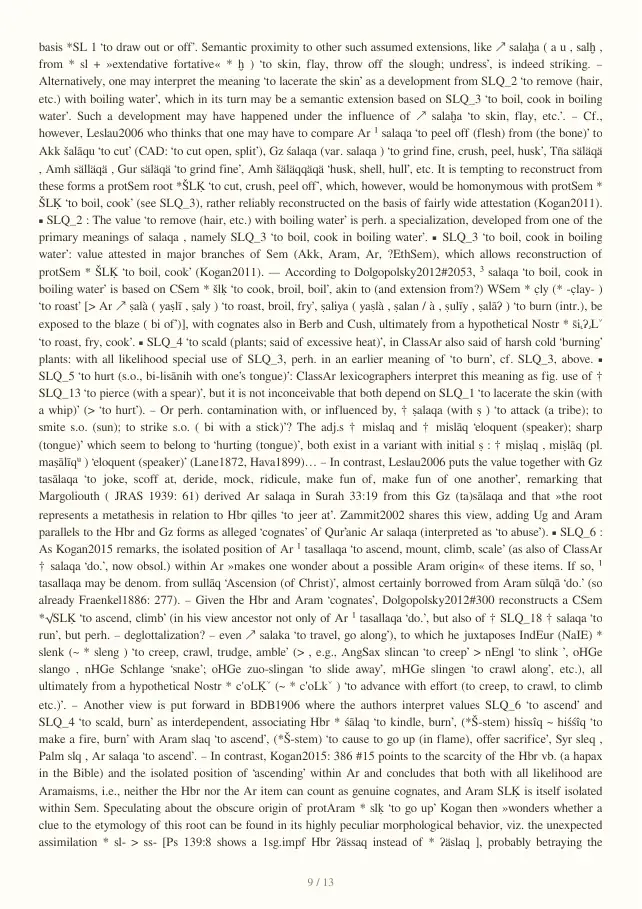 basis *SL 1 ‘to draw out or off’. Semantic proximity to other such assumed extensions, like ↗ salaḫa ( a u , salḫ ,
from * sl + »extendative fortative« * ḫ ) ‘to skin, flay, throw off the slough; undress’, is indeed striking. –
Alternatively, one may interpret the meaning ‘to lacerate the skin’ as a development from SLQ_2 ‘to remove (hair,
etc.) with boiling water’, which in its turn may be a semantic extension based on SLQ_3 ‘to boil, cook in boiling
water’. Such a development may have happened under the influence of ↗ salaḫa ‘to skin, flay, etc.’. – Cf.,
however, Leslau2006 who thinks that one may have to compare Ar ¹ salaqa ‘to peel off (flesh) from (the bone)’ to
Akk šalāqu ‘to cut’ (CAD: ‘to cut open, split’), Gz śalaqa (var. salaqa ) ‘to grind fine, crush, peel, husk’, Tña säläqä
, Amh sälläqä , Gur säläqä ‘to grind fine’, Amh šäläqqäqä ‘husk, shell, hull’, etc. It is tempting to reconstruct from
these forms a protSem root *ŠLḲ ‘to cut, crush, peel off’, which, however, would be homonymous with protSem *
ŠLḲ ‘to boil, cook’ (see SLQ_3), rather reliably reconstructed on the basis of fairly wide attestation (Kogan2011).
▪ SLQ_2 : The value ‘to remove (hair, etc.) with boiling water’ is perh. a specialization, developed from one of the
primary meanings of salaqa , namely SLQ_3 ‘to boil, cook in boiling water’. ▪ SLQ_3 ‘to boil, cook in boiling
water’: value attested in major branches of Sem (Akk, Aram, Ar, ?EthSem), which allows reconstruction of
protSem * ŠLḲ ‘to boil, cook’ (Kogan2011). — According to Dolgopolsky2012#2053, ³ salaqa ‘to boil, cook in
boiling water’ is based on CSem * šlḳ ‘to cook, broil, boil’, akin to (and extension from?) WSem * çly (* -çlay- )
‘to roast’ [> Ar ↗ ṣalà ( yaṣlī , ṣaly ) ‘to roast, broil, fry’, ṣaliya ( yaṣlà , ṣalan / à , ṣulīy , ṣalāʔ ) ‘to burn (intr.), be
exposed to the blaze ( bi of’)], with cognates also in Berb and Cush, ultimately from a hypothetical Nostr * ŝi,ʔ,Lˇ
‘to roast, fry, cook’. ▪ SLQ_4 ‘to scald (plants; said of excessive heat)’, in ClassAr also said of harsh cold ‘burning’
plants: with all likelihood special use of SLQ_3, perh. in an earlier meaning of ‘to burn’, cf. SLQ_3, above. ▪
SLQ_5 ‘to hurt (s.o., bi-lisānih with one’s tongue)’: ClassAr lexicographers interpret this meaning as fig. use of †
SLQ_13 ‘to pierce (with a spear)’, but it is not inconceivable that both depend on SLQ_1 ‘to lacerate the skin (with
a whip)’ (> ‘to hurt’). – Or perh. contamination with, or influenced by, † ṣalaqa (with ṣ ) ‘to attack (a tribe); to
smite s.o. (sun); to strike s.o. ( bi with a stick)’? The adj.s † mislaq and † mislāq ‘eloquent (speaker); sharp
(tongue)’ which seem to belong to ‘hurting (tongue)’, both exist in a variant with initial ṣ : † miṣlaq , miṣlāq (pl.
maṣālīqᵘ ) ‘eloquent (speaker)’ (Lane1872, Hava1899)… – In contrast, Leslau2006 puts the value together with Gz
tasālaqa ‘to joke, scoff at, deride, mock, ridicule, make fun of, make fun of one another’, remarking that
Margoliouth ( JRAS 1939: 61) derived Ar salaqa in Surah 33:19 from this Gz (ta)sālaqa and that »the root
represents a metathesis in relation to Hbr qilles ‘to jeer at’. Zammit2002 shares this view, adding Ug and Aram
parallels to the Hbr and Gz forms as alleged ‘cognates’ of Qurʾanic Ar salaqa (interpreted as ‘to abuse’). ▪ SLQ_6 :
As Kogan2015 remarks, the isolated position of Ar ¹ tasallaqa ‘to ascend, mount, climb, scale’ (as also of ClassAr
† salaqa ‘do.’, now obsol.) within Ar »makes one wonder about a possible Aram origin« of these items. If so, ¹
tasallaqa may be denom. from sullāq ‘Ascension (of Christ)’, almost certainly borrowed from Aram sūlqā ‘do.’ (so
already Fraenkel1886: 277). – Given the Hbr and Aram ‘cognates’, Dolgopolsky2012#300 reconstructs a CSem
*√SLḲ ‘to ascend, climb’ (in his view ancestor not only of Ar ¹ tasallaqa ‘do.’, but also of † SLQ_18 † salaqa ‘to
run’, but perh. – deglottalization? – even ↗ salaka ‘to travel, go along’), to which he juxtaposes IndEur (NaIE) *
slenk (~ * sleng ) ‘to creep, crawl, trudge, amble’ (> , e.g., AngSax slincan ‘to creep’ > nEngl ‘to slink ’, oHGe
slango , nHGe Schlange ‘snake’; oHGe zuo-slingan ‘to slide away’, mHGe slingen ‘to crawl along’, etc.), all
ultimately from a hypothetical Nostr * c'oLḲˇ (~ * c'oLkˇ ) ‘to advance with effort (to creep, to crawl, to climb
etc.)’. – Another view is put forward in BDB1906 where the authors interpret values SLQ_6 ‘to ascend’ and
SLQ_4 ‘to scald, burn’ as interdependent, associating Hbr * śālaq ‘to kindle, burn’, (*Š-stem) hissîq ~ hiśśîq ‘to
make a fire, burn’ with Aram slaq ‘to ascend’, (*Š-stem) ‘to cause to go up (in flame), offer sacrifice’, Syr sleq ,
Palm slq , Ar salaqa ‘to ascend’. – In contrast, Kogan2015: 386 #15 points to the scarcity of the Hbr vb. (a hapax
in the Bible) and the isolated position of ‘ascending’ within Ar and concludes that both with all likelihood are
Aramaisms, i.e., neither the Hbr nor the Ar item can count as genuine cognates, and Aram SLḲ is itself isolated
within Sem. Speculating about the obscure origin of protAram * slḳ ‘to go up’ Kogan then »wonders whether a
clue to the etymology of this root can be found in its highly peculiar morphological behavior, viz. the unexpected
assimilation * sl- > ss- [Ps 139:8 shows a 1sg.impf Hbr ʔässaq instead of * ʔäslaq ], probably betraying the
9 / 13